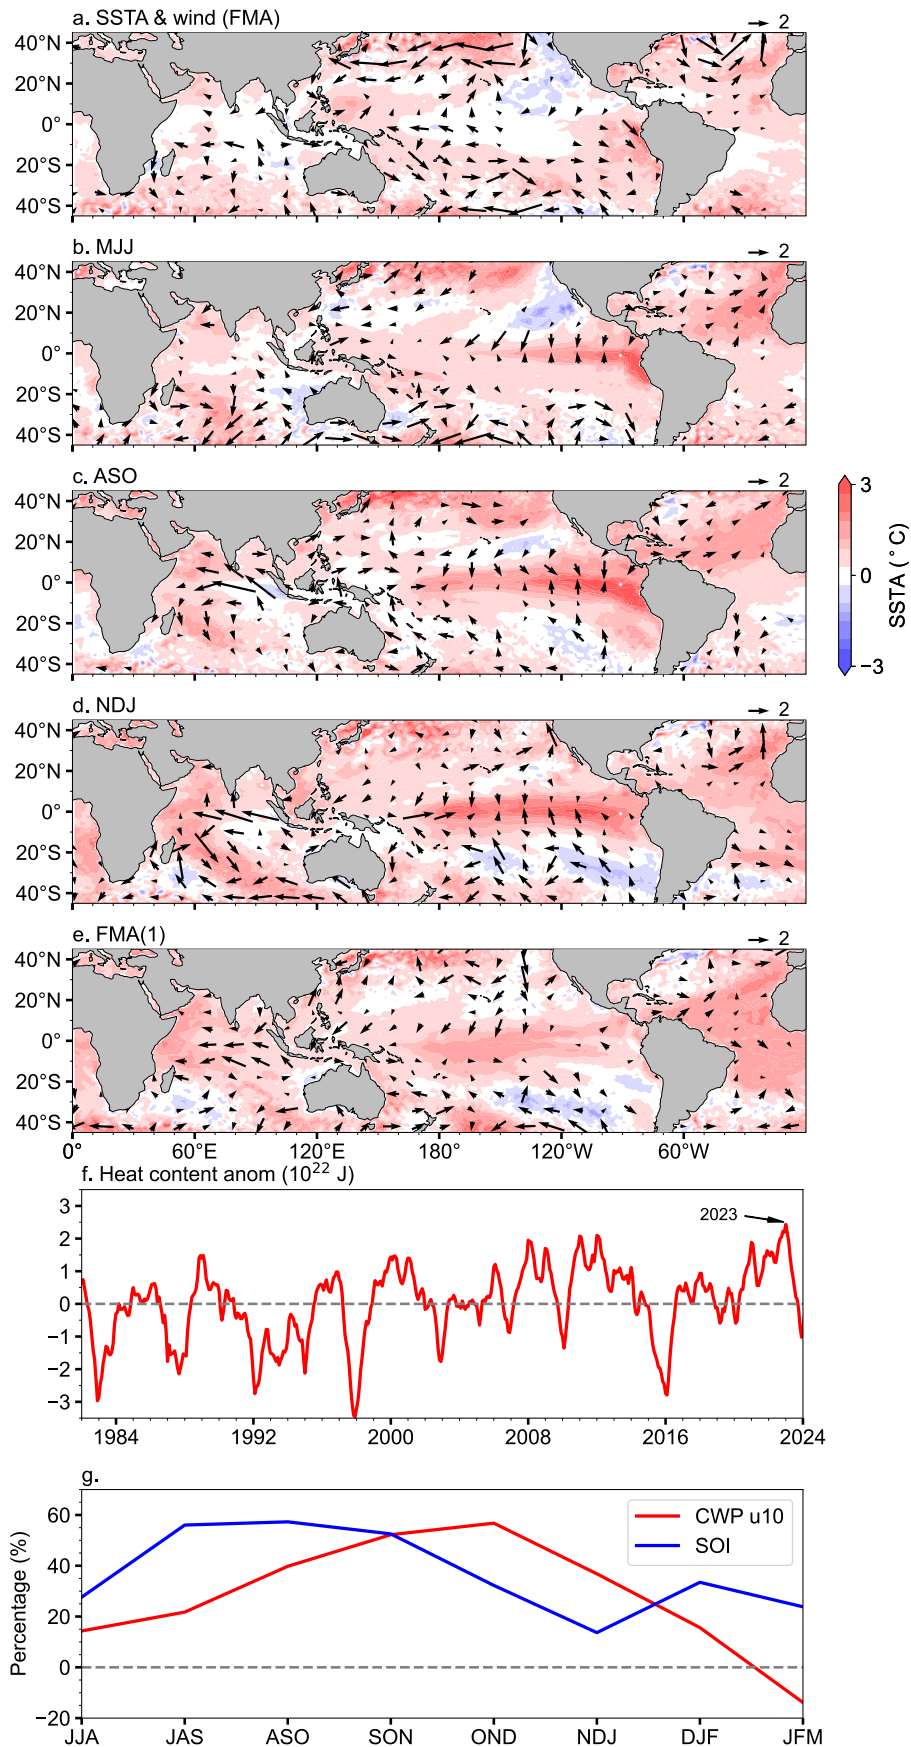 a. SSTA & wind (FMA)
2
40°N
20°N
0°
20°S
40°S
b. MJJ
2
40°N
20°N
0°
20°S
40°S
c. ASO
2
40°N
20°N
0°
20°S
40°S
3
0
−3
SSTA (°C)
d. NDJ
2
40°N
20°N
0°
20°S
40°S
e. FMA(1)
2
40°N
20°N
0°
20°S
40°S
0° 60°E 120°E 180° 120°W 60°W
f. Heat content anom (10²² J)
3
2
1
0
−1
−2
−3
2023
1984 1992 2000 2008 2016 2024
g.
Percentage (%)
60
40
20
0
−20
CWP u10
SOI
JJA JAS ASO SON OND NDJ DJF JFM